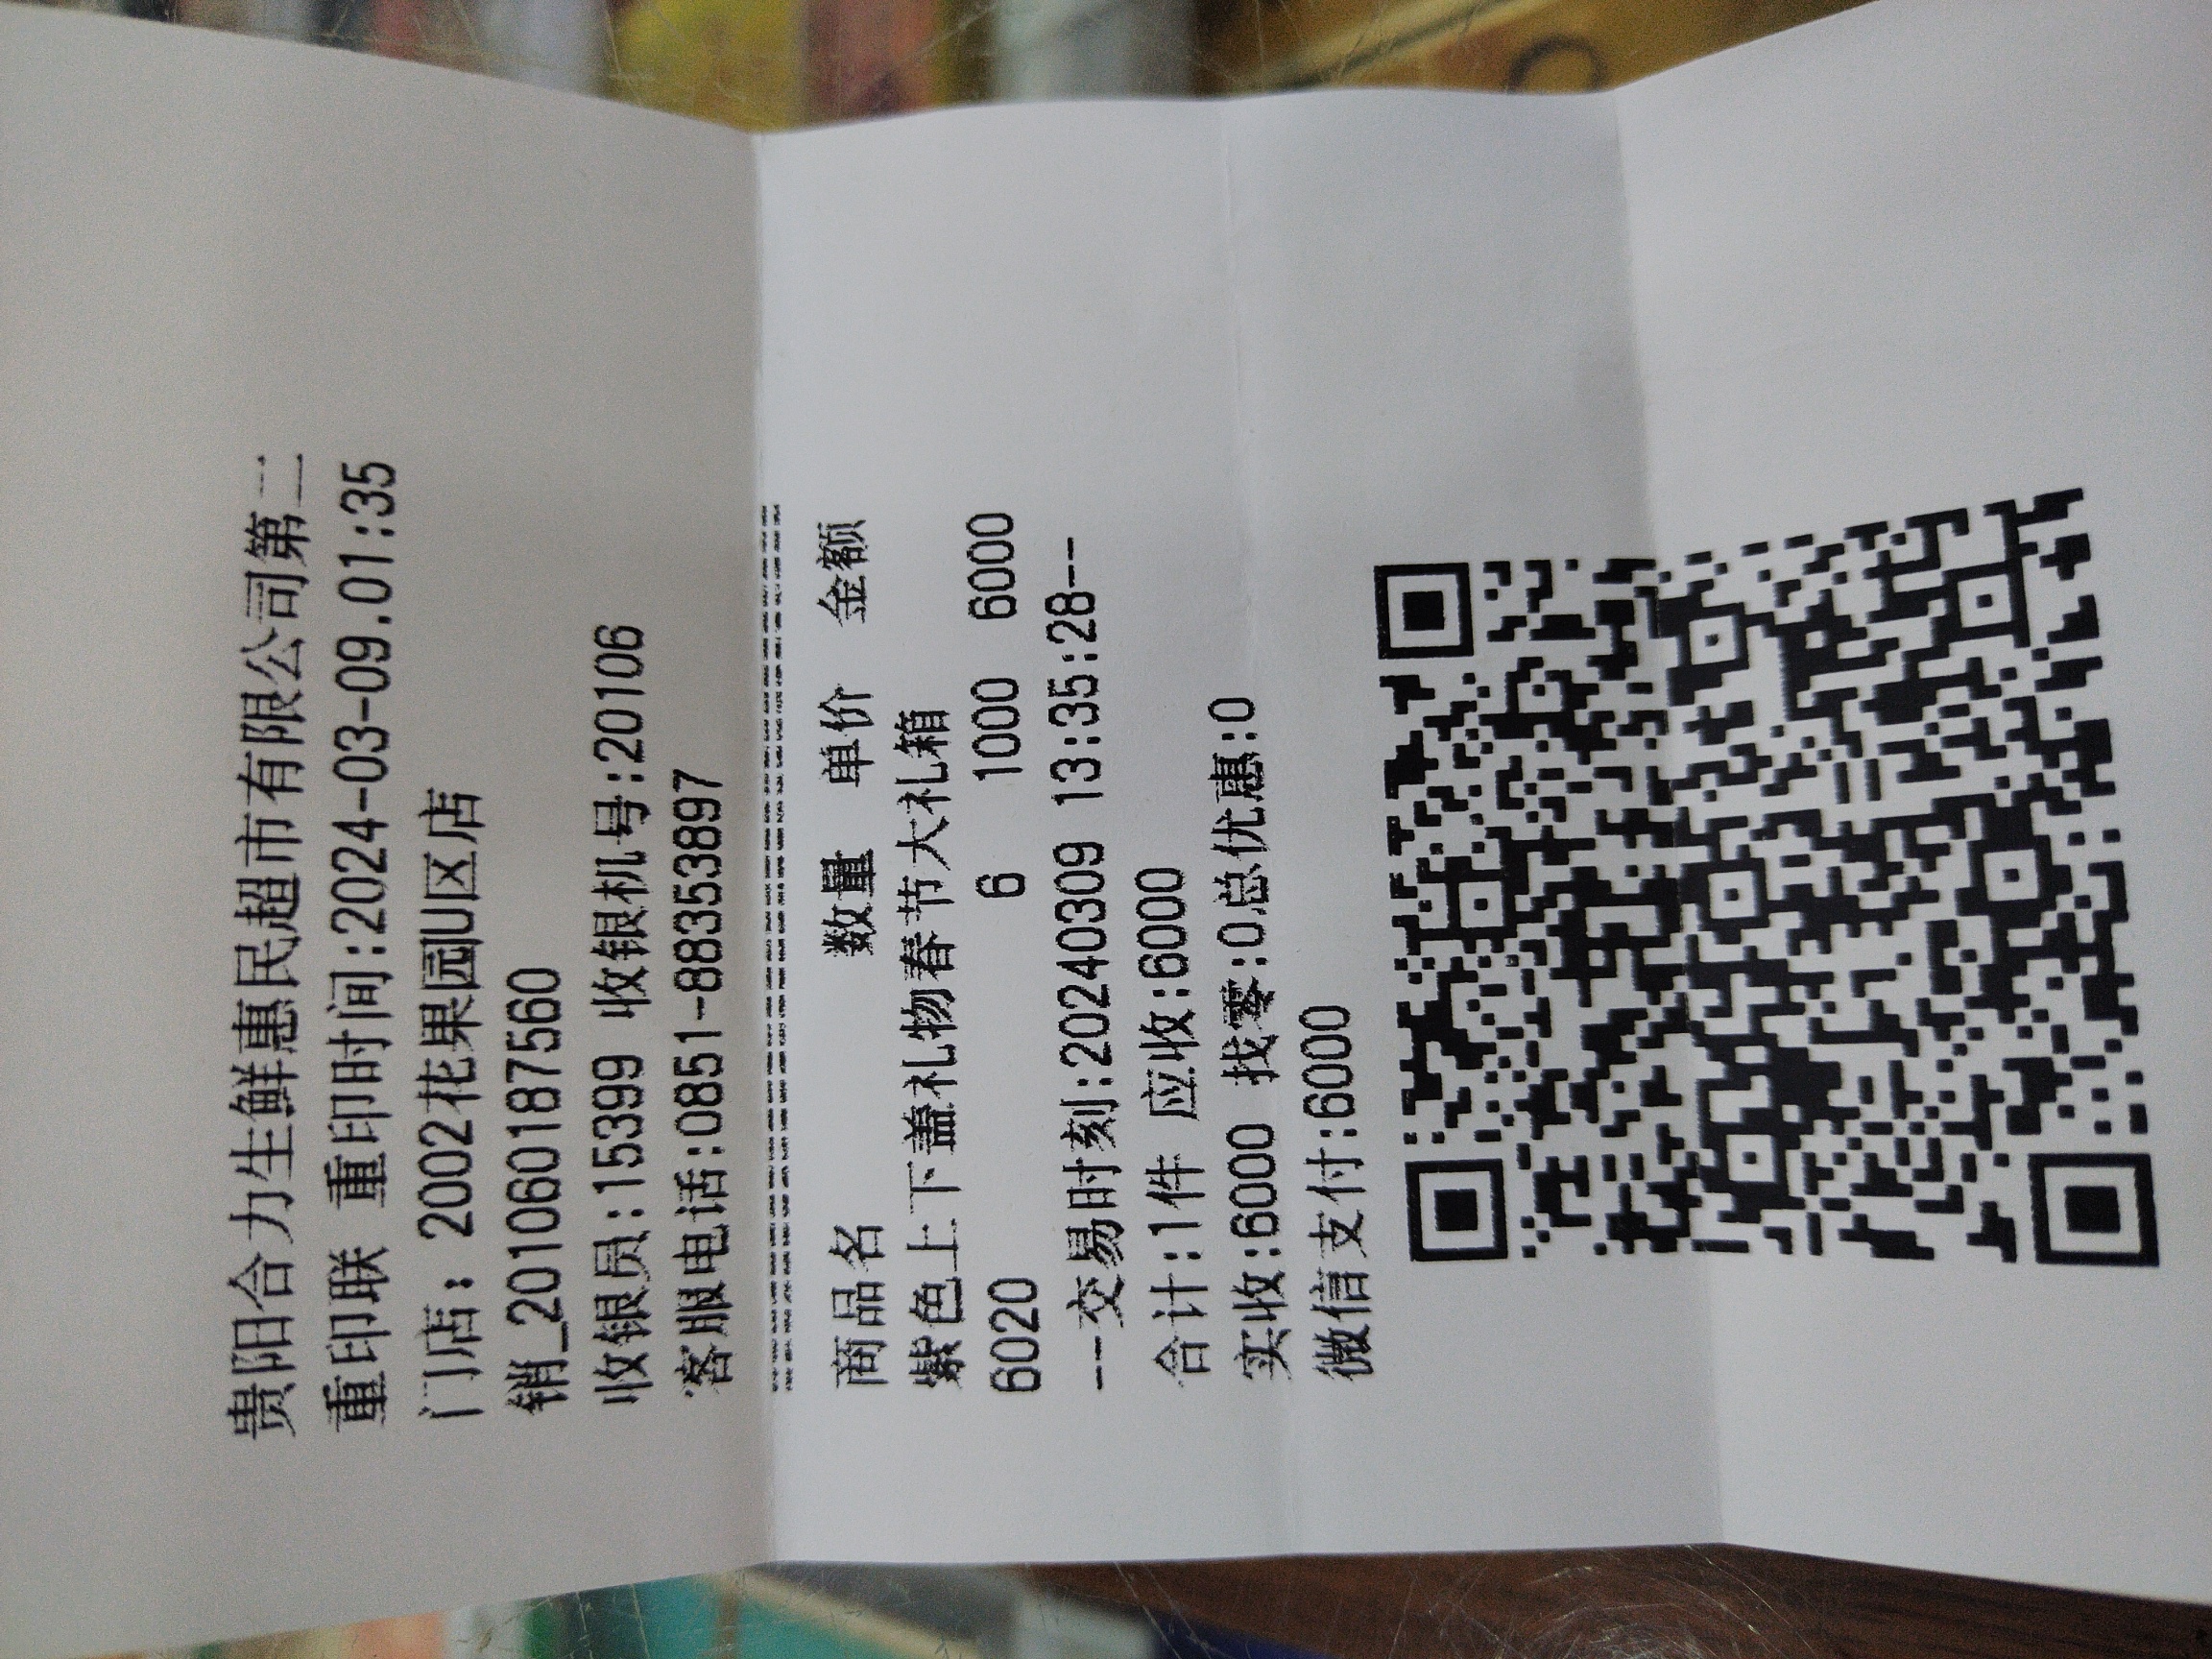 贵阳合力生鲜惠民超市有限公司第二
重印联 重印时间:2024-03-09.01:35
门店: 2002花果园U区店
销_201060187560
收银员:15399 收银机号:20106
客服电话:0851-88353897
================================
商品名 数量 单价 金额
紫色上下盖礼物春节大礼箱
6020 6 1000 6000
--交易时刻:20240309 13:35:28--
合计:1件 应收:6000
实收:6000 找零:0总优惠:0
微信支付:6000